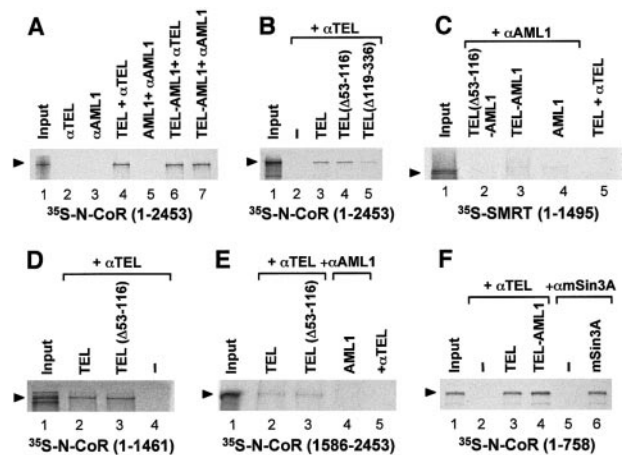 A
Input
αTEL
αAML1
TEL + αTEL
AML1+ αAML1
TEL-AML1+ αTEL
TEL-AML1+ αAML1
1 2 3 4 5 6 7
35S-N-CoR (1-2453)
B
+ αTEL
Input
–
TEL
TEL(Δ53-116)
TEL(Δ119-336)
1 2 3 4 5
35S-N-CoR (1-2453)
C
+ αAML1
Input
TEL(Δ53-116)
-AML1
TEL-AML1
AML1
TEL + αTEL
1 2 3 4 5
35S-SMRT (1-1495)
D
+ αTEL
Input
TEL
TEL (Δ53-116)
–
1 2 3 4
35S-N-CoR (1-1461)
E
+ αTEL +αAML1
Input
TEL
TEL (Δ53-116)
AML1
+αTEL
1 2 3 4 5
35S-N-CoR (1586-2453)
F
+ αTEL +αmSin3A
Input
–
TEL
TEL-AML1
–
mSin3A
1 2 3 4 5 6
35S-N-CoR (1-758)